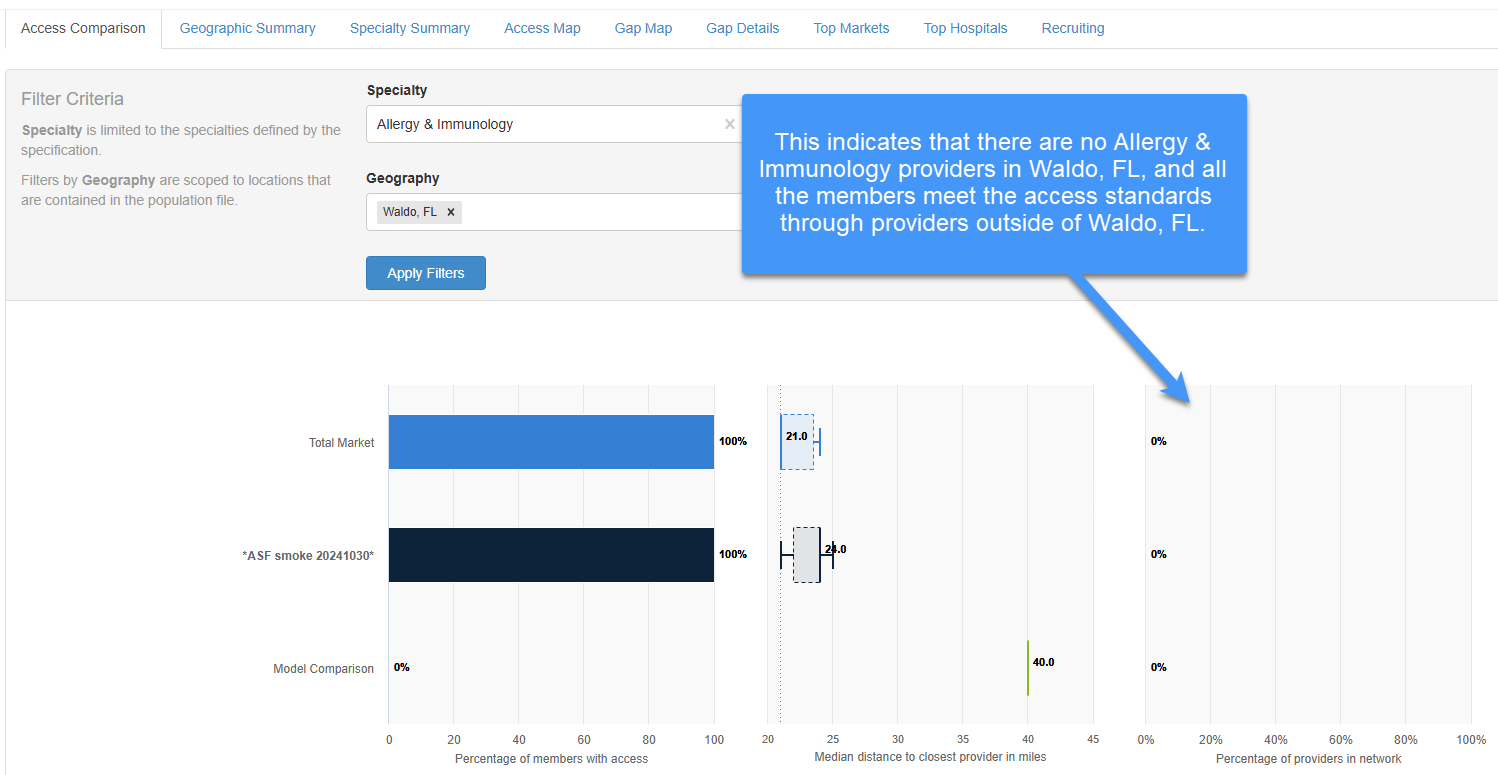 Access Comparison Geographic Summary Specialty Summary Access Map Gap Map Gap Details Top Markets Top Hospitals Recruiting
Filter Criteria
Specialty is limited to the specialties defined by the
specification.
Filters by Geography are scoped to locations that
are contained in the population file.
Specialty
Allergy & Immunology ×
Geography
Waldo, FL ×
Apply Filters
This indicates that there are no Allergy &
Immunology providers in Waldo, FL, and all
the members meet the access standards
through providers outside of Waldo, FL.
Total Market 100% 21.0 0%
*ASF smoke 20241030* 100% 24.0 0%
Model Comparison 0% 40.0 0%
0 20 40 60 80 100 20 25 30 35 40 45 0% 20% 40% 60% 80% 100%
Percentage of members with access Median distance to closest provider in miles Percentage of providers in network